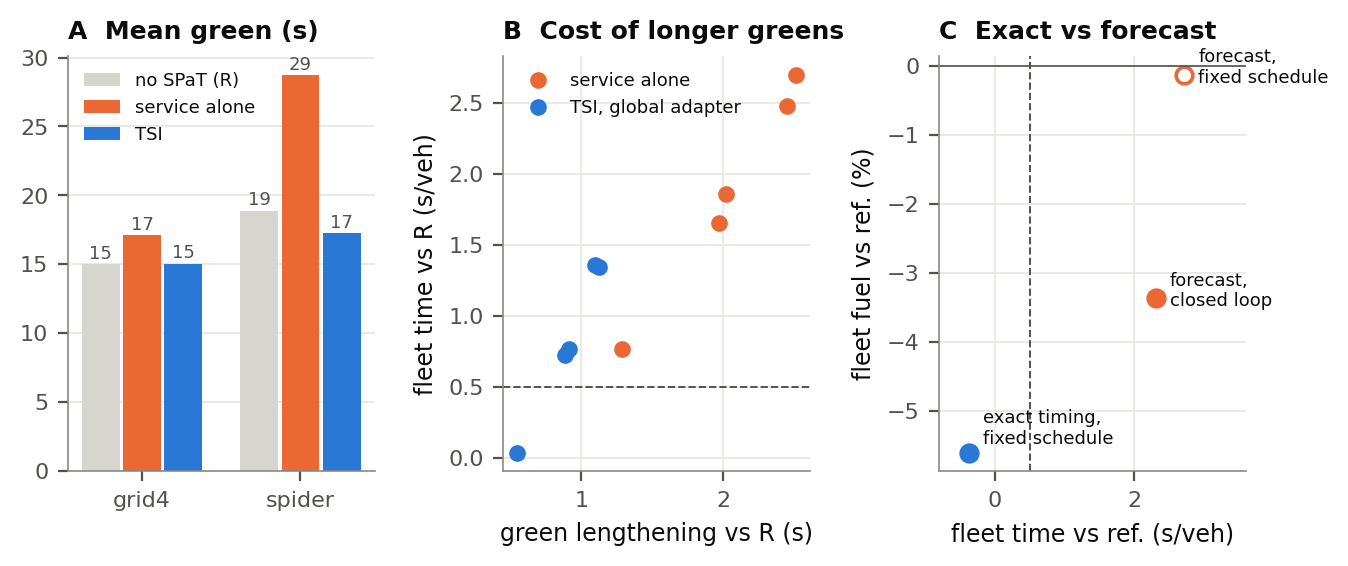 A  Mean green (s)
30
25
20
15
10
5
0
no SPaT (R)
service alone
TSI
15
17
15
19
29
17
grid4
spider
B  Cost of longer greens
fleet time vs R (s/veh)
2.5
2.0
1.5
1.0
0.5
0.0
service alone
TSI, global adapter
1
2
green lengthening vs R (s)
C  Exact vs forecast
fleet fuel vs ref. (%)
0
−1
−2
−3
−4
−5
forecast,
fixed schedule
forecast,
closed loop
exact timing,
fixed schedule
0
2
fleet time vs ref. (s/veh)